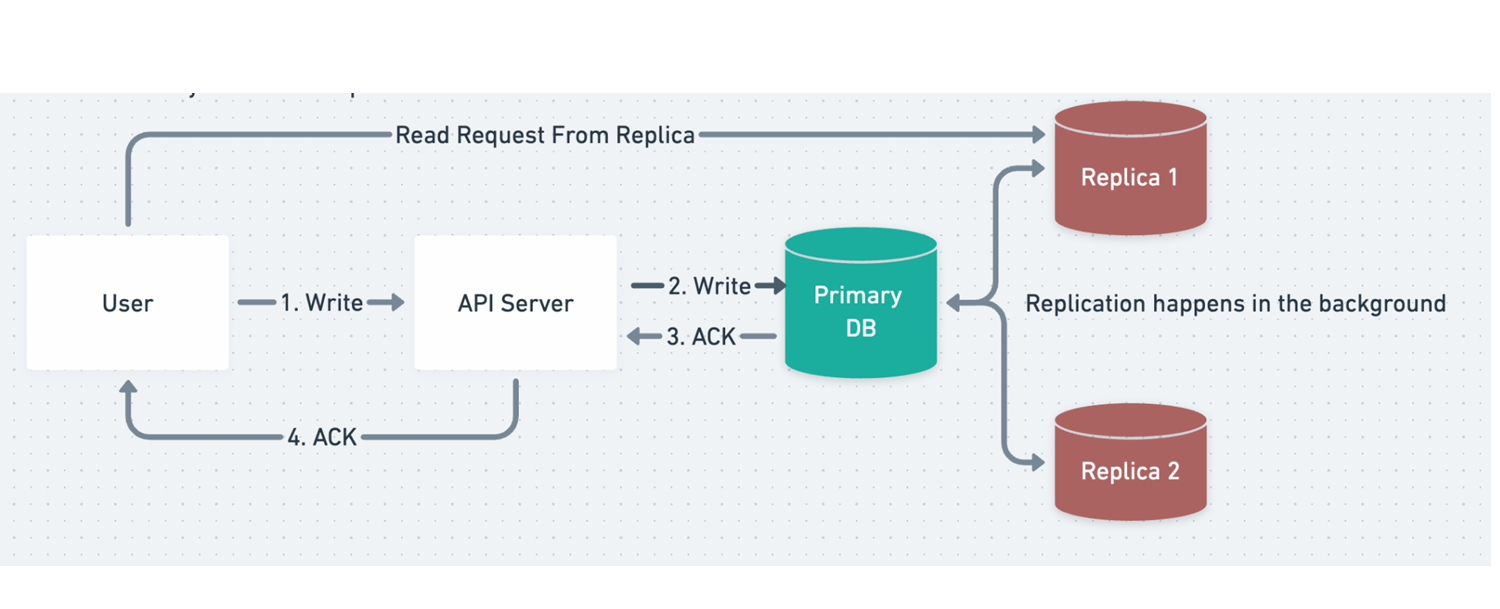 Read Request From Replica
Replica 1
User
1. Write
API Server
2. Write
3. ACK
Primary
DB
Replication happens in the background
4. ACK
Replica 2